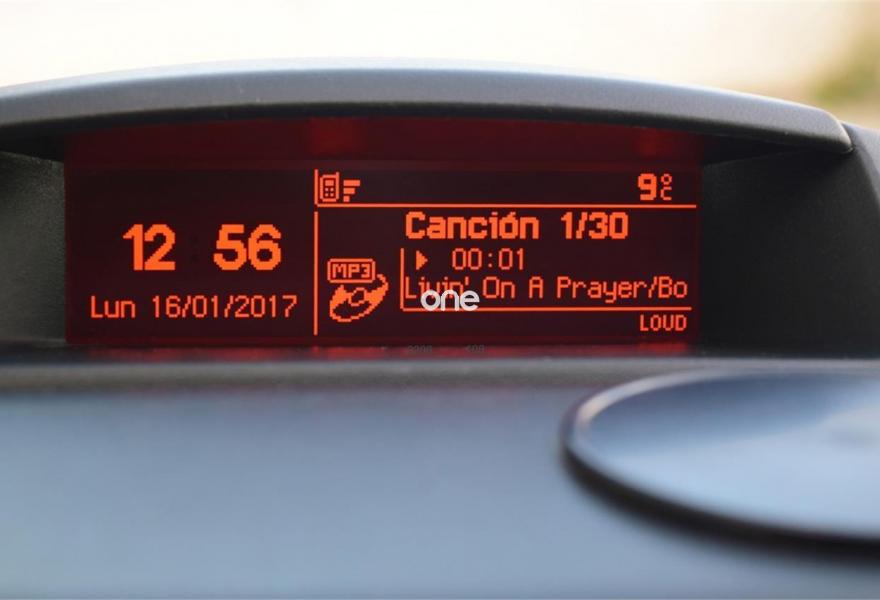 12:56
Lun 16/01/2017
9°C
Canción 1/30
00:01
MP3
Livin' On A Prayer/Bo
LOUD
one